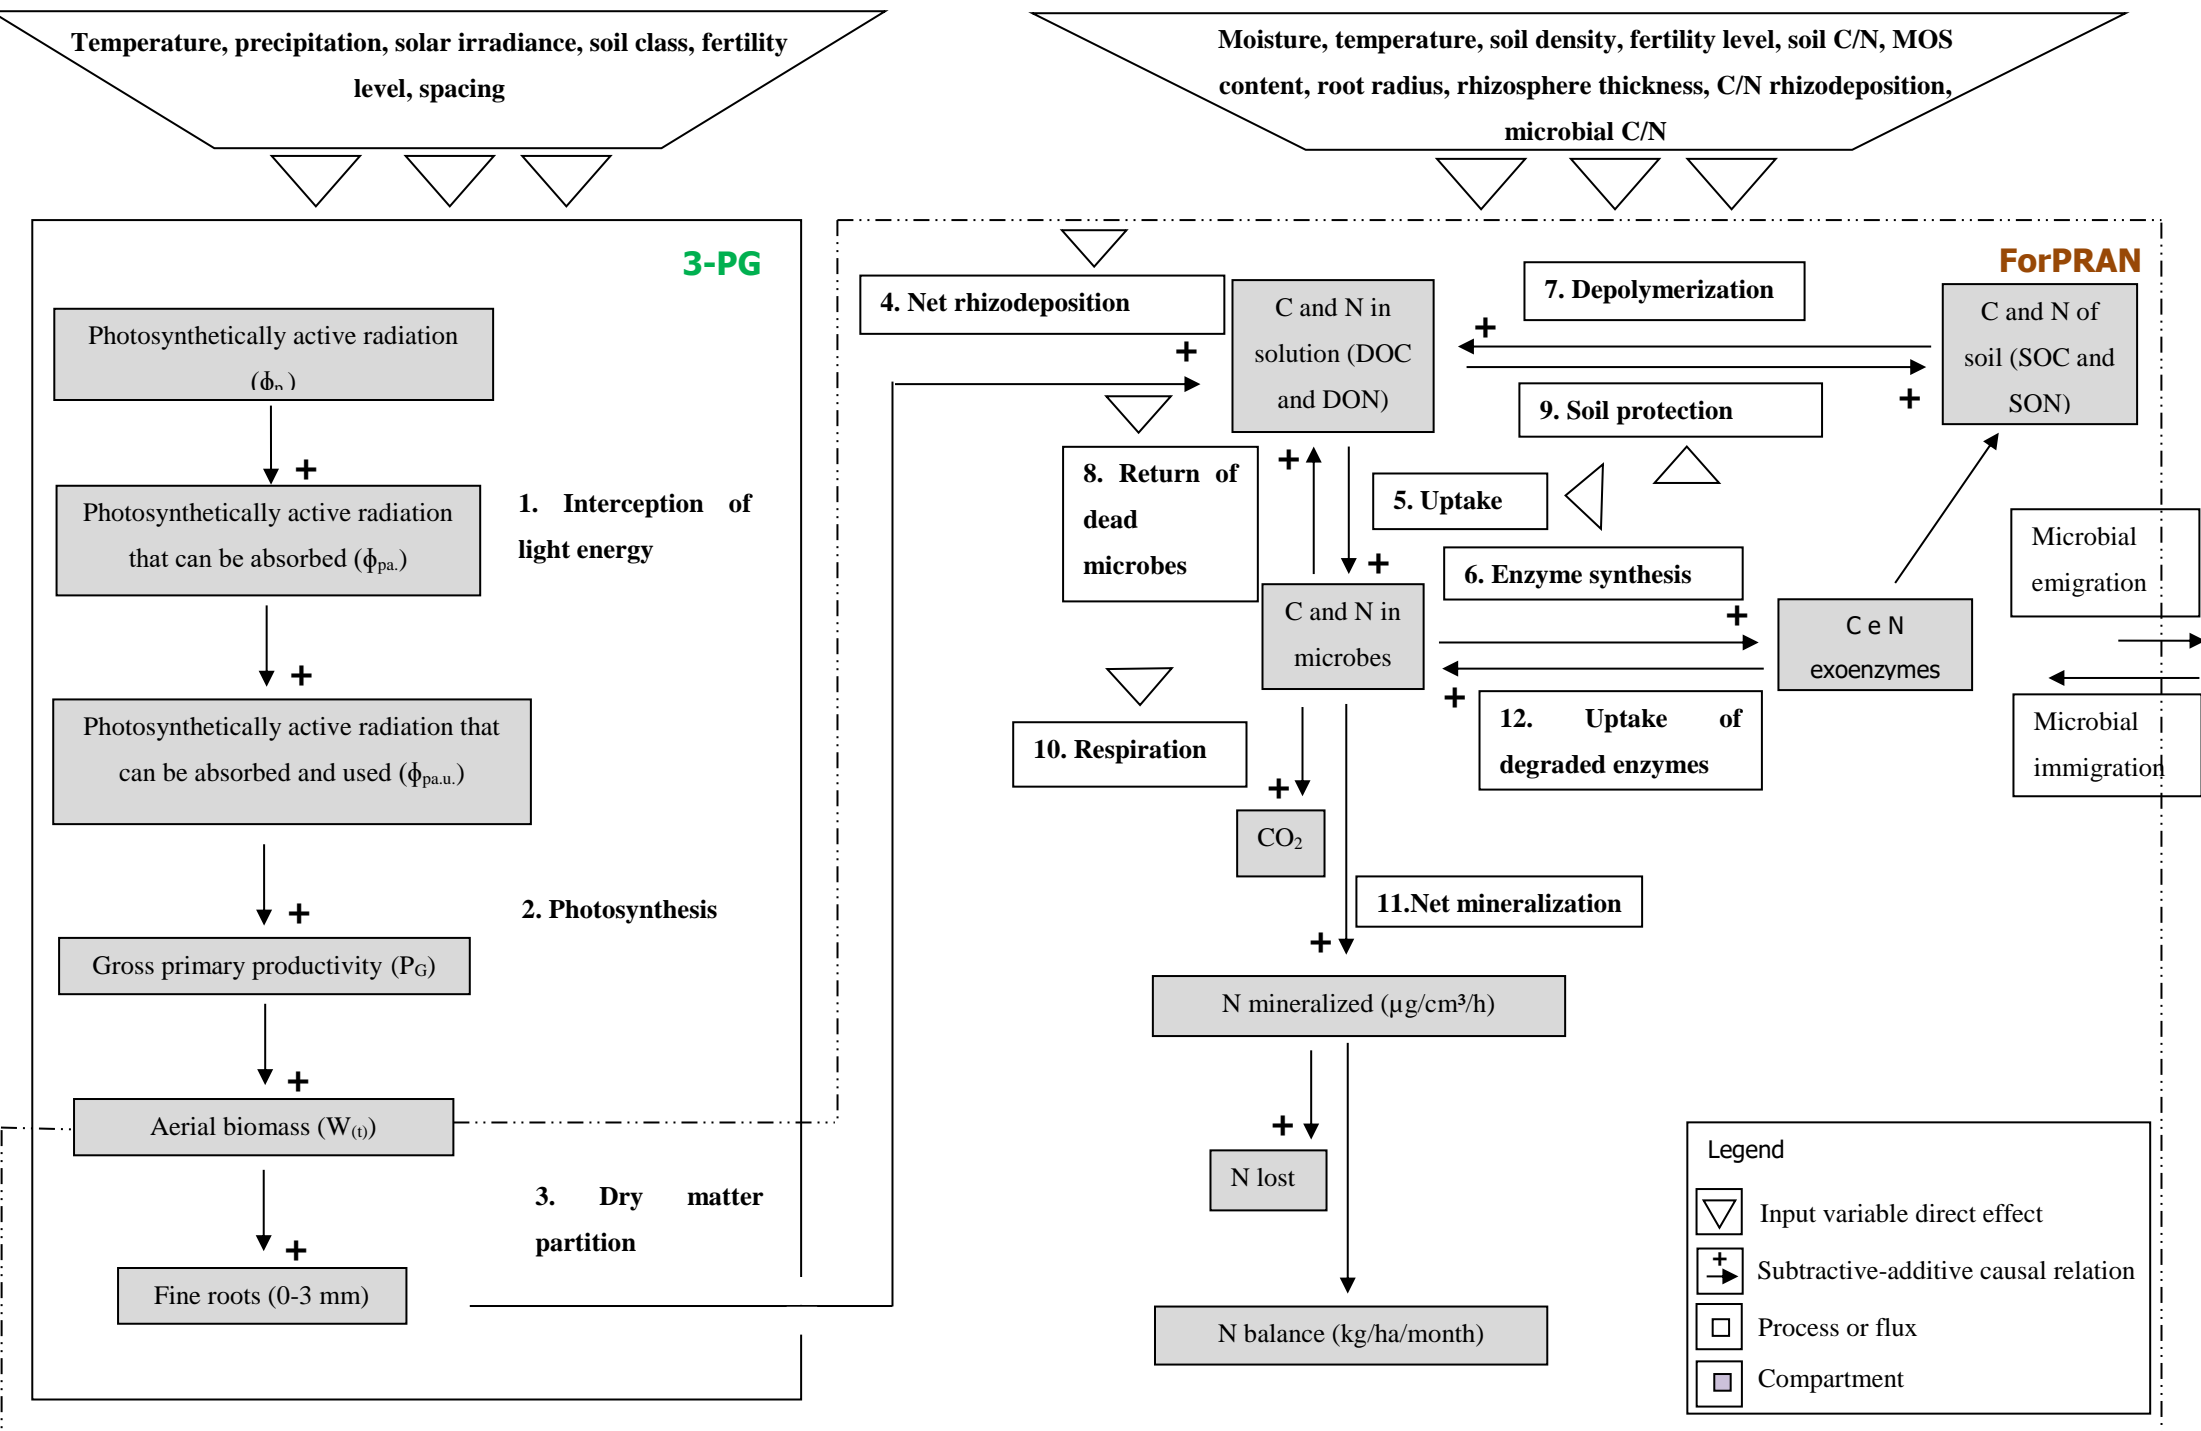 Temperature, precipitation, solar irradiance, soil class, fertility
level, spacing
Moisture, temperature, soil density, fertility level, soil C/N, MOS
content, root radius, rhizosphere thickness, C/N rhizodeposition,
microbial C/N
3-PG
Photosynthetically active radiation
(ϕp.)
+
Photosynthetically active radiation
that can be absorbed (ϕpa.)
1. Interception of
light energy
+
Photosynthetically active radiation that
can be absorbed and used (ϕpa.u.)
+
2. Photosynthesis
Gross primary productivity (PG)
+
Aerial biomass (W(t))
3. Dry matter
partition
+
Fine roots (0-3 mm)
ForPRAN
4. Net rhizodeposition
+
C and N in
solution (DOC
and DON)
7. Depolymerization
+
C and N of
soil (SOC and
SON)
9. Soil protection
+
8. Return of
dead
microbes
+
5. Uptake
+
6. Enzyme synthesis
+
C and N in
microbes
C e N
exoenzymes
Microbial
emigration
Microbial
immigration
+
12. Uptake of
degraded enzymes
10. Respiration
+
CO₂
11.Net mineralization
+
N mineralized (µg/cm³/h)
+
N lost
N balance (kg/ha/month)
Legend
Input variable direct effect
+
Subtractive-additive causal relation
Process or flux
Compartment